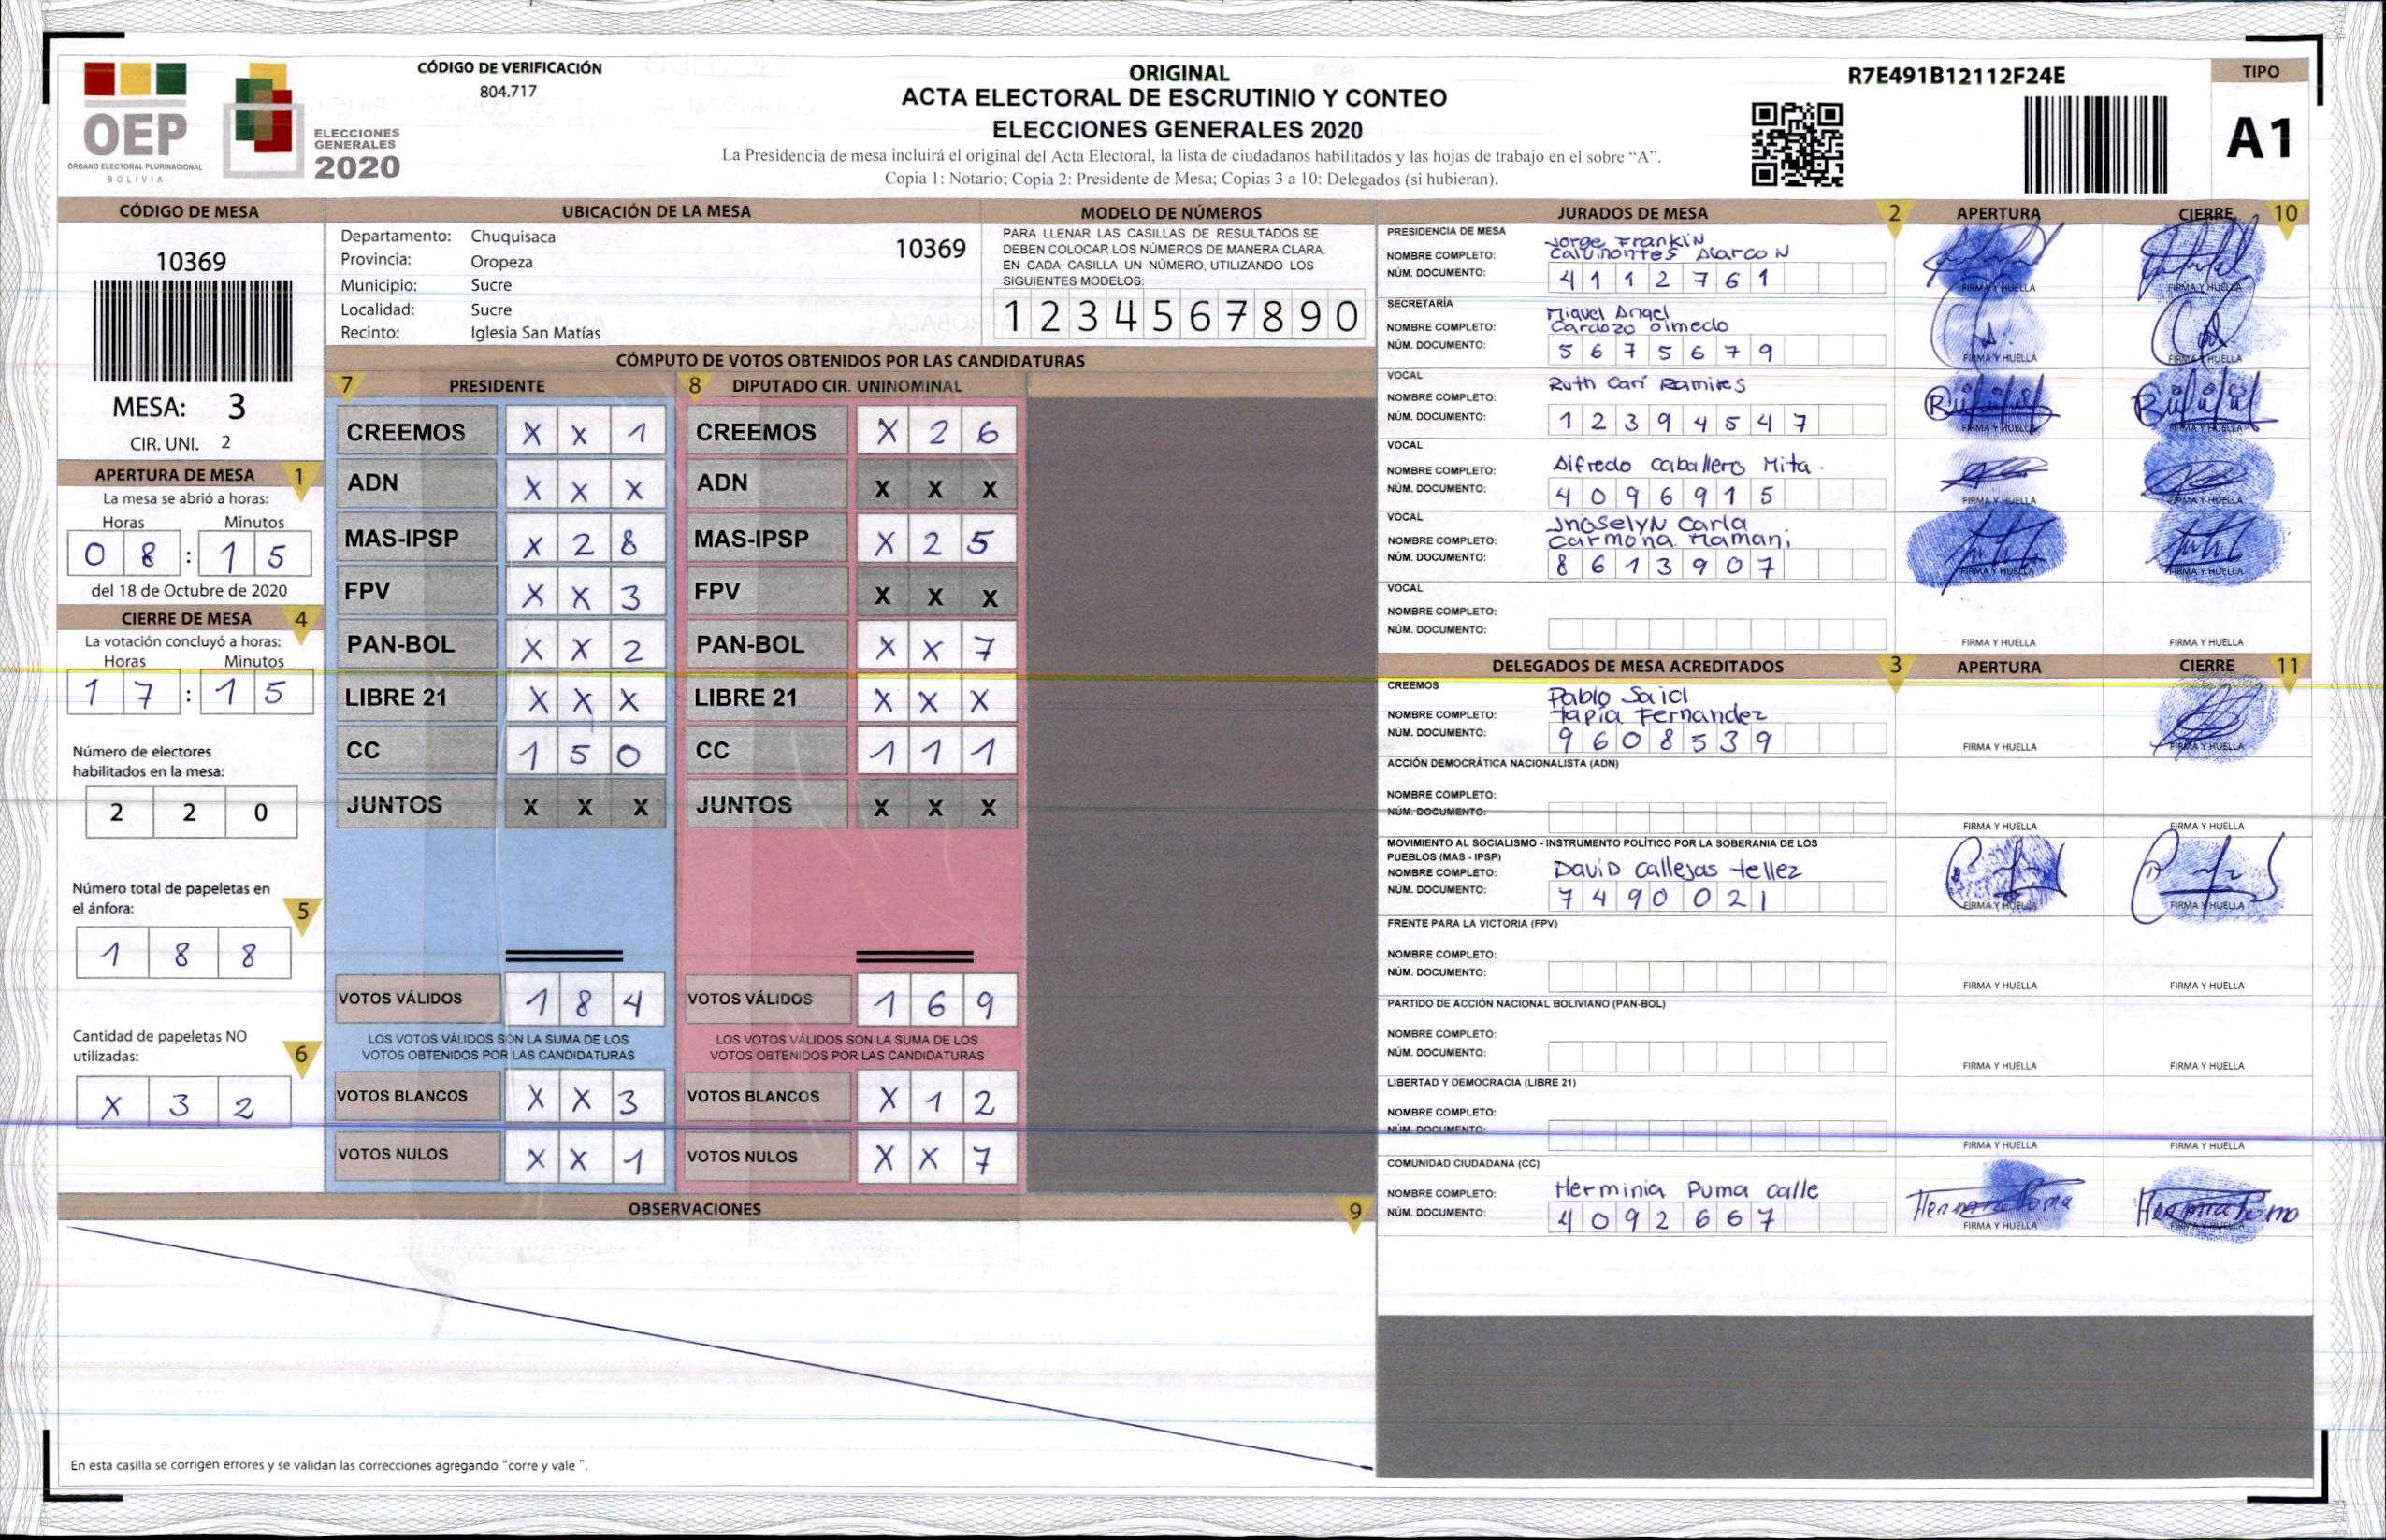 CÓDIGO DE VERIFICACIÓN
804.717
OEP
ÓRGANO ELECTORAL PLURINACIONAL
BOLIVIA
ELECCIONES
GENERALES
2020
ORIGINAL
ACTA ELECTORAL DE ESCRUTINIO Y CONTEO
ELECCIONES GENERALES 2020
La Presidencia de mesa incluirá el original del Acta Electoral, la lista de ciudadanos habilitados y las hojas de trabajo en el sobre “A”.
Copia 1: Notario; Copia 2: Presidente de Mesa; Copias 3 a 10: Delegados (si hubieran).
R7E491B12112F24E
TIPO
A1
CÓDIGO DE MESA
10369
MESA: 3
CIR. UNI. 2
APERTURA DE MESA 1
La mesa se abrió a horas:
Horas Minutos
0 8 : 1 5
del 18 de Octubre de 2020
CIERRE DE MESA 4
La votación concluyó a horas:
Horas Minutos
1 7 : 1 5
Número de electores
habilitados en la mesa:
2 2 0
Número total de papeletas en
el ánfora: 5
1 8 8
Cantidad de papeletas NO
utilizadas: 6
X 3 2
UBICACIÓN DE LA MESA
Departamento: Chuquisaca
10369
Provincia: Oropeza
Municipio: Sucre
Localidad: Sucre
Recinto: Iglesia San Matías
MODELO DE NÚMEROS
PARA LLENAR LAS CASILLAS DE RESULTADOS SE
DEBEN COLOCAR LOS NÚMEROS DE MANERA CLARA.
EN CADA CASILLA UN NÚMERO, UTILIZANDO LOS
SIGUIENTES MODELOS:
1 2 3 4 5 6 7 8 9 0
CÓMPUTO DE VOTOS OBTENIDOS POR LAS CANDIDATURAS
7 PRESIDENTE 8 DIPUTADO CIR. UNINOMINAL
CREEMOS X X 1 CREEMOS X 2 6
ADN X X X ADN X X X
MAS-IPSP X 2 8 MAS-IPSP X 2 5
FPV X X 3 FPV X X X
PAN-BOL X X 2 PAN-BOL X X 7
LIBRE 21 X X X LIBRE 21 X X X
CC 1 5 0 CC 1 1 1
JUNTOS X X X JUNTOS X X X
VOTOS VÁLIDOS 1 8 4 VOTOS VÁLIDOS 1 6 9
LOS VOTOS VÁLIDOS SON LA SUMA DE LOS LOS VOTOS VÁLIDOS SON LA SUMA DE LOS
VOTOS OBTENIDOS POR LAS CANDIDATURAS VOTOS OBTENIDOS POR LAS CANDIDATURAS
VOTOS BLANCOS X X 3 VOTOS BLANCOS X 1 2
VOTOS NULOS X X 1 VOTOS NULOS X X 7
OBSERVACIONES 9
En esta casilla se corrigen errores y se validan las correcciones agregando “corre y vale ”.
JURADOS DE MESA 2 APERTURA CIERRE 10
PRESIDENCIA DE MESA
Jorge Frankin
NOMBRE COMPLETO: Calvimontes Alarcon
NÚM. DOCUMENTO: 4 1 1 2 7 6 1
FIRMA Y HUELLA FIRMA Y HUELLA
SECRETARÍA
Miguel Angel
NOMBRE COMPLETO: Cardozo Olmedo
NÚM. DOCUMENTO: 5 6 7 5 6 7 9
FIRMA Y HUELLA FIRMA Y HUELLA
VOCAL
NOMBRE COMPLETO: Ruth Cari Ramires
NÚM. DOCUMENTO: 1 2 3 9 4 5 4 7
FIRMA Y HUELLA FIRMA Y HUELLA
VOCAL
NOMBRE COMPLETO: Alfredo Caballero Mita.
NÚM. DOCUMENTO: 4 0 9 6 9 1 5
FIRMA Y HUELLA FIRMA Y HUELLA
VOCAL
Carla
NOMBRE COMPLETO: Carmona Mamani
NÚM. DOCUMENTO: 8 6 1 3 9 0 7
FIRMA Y HUELLA FIRMA Y HUELLA
VOCAL
NOMBRE COMPLETO:
NÚM. DOCUMENTO:
FIRMA Y HUELLA FIRMA Y HUELLA
DELEGADOS DE MESA ACREDITADOS 3 APERTURA CIERRE 11
CREEMOS
Pablo Said
NOMBRE COMPLETO: Tapia Fernandez
NÚM. DOCUMENTO: 9 6 0 8 5 3 9
FIRMA Y HUELLA FIRMA Y HUELLA
ACCIÓN DEMOCRÁTICA NACIONALISTA (ADN)
NOMBRE COMPLETO:
NÚM. DOCUMENTO:
FIRMA Y HUELLA FIRMA Y HUELLA
MOVIMIENTO AL SOCIALISMO - INSTRUMENTO POLÍTICO POR LA SOBERANIA DE LOS
PUEBLOS (MAS - IPSP)
NOMBRE COMPLETO: David Callejas tellez
NÚM. DOCUMENTO: 7 4 9 0 0 2 1
FIRMA Y HUELLA FIRMA Y HUELLA
FRENTE PARA LA VICTORIA (FPV)
NOMBRE COMPLETO:
NÚM. DOCUMENTO:
FIRMA Y HUELLA FIRMA Y HUELLA
PARTIDO DE ACCIÓN NACIONAL BOLIVIANO (PAN-BOL)
NOMBRE COMPLETO:
NÚM. DOCUMENTO:
FIRMA Y HUELLA FIRMA Y HUELLA
LIBERTAD Y DEMOCRACIA (LIBRE 21)
NOMBRE COMPLETO:
NÚM. DOCUMENTO:
FIRMA Y HUELLA FIRMA Y HUELLA
COMUNIDAD CIUDADANA (CC)
NOMBRE COMPLETO: Herminia Puma calle
NÚM. DOCUMENTO: 4 0 9 2 6 6 7
FIRMA Y HUELLA FIRMA Y HUELLA